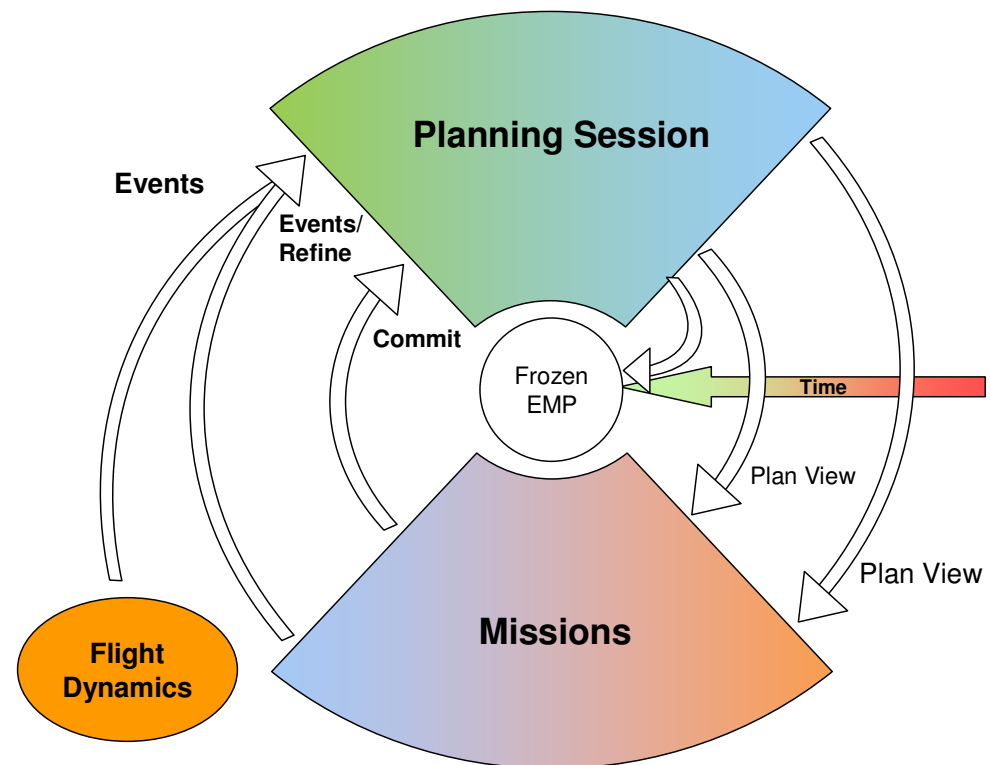 Planning Session
Events
Events/
Refine
Commit
Frozen
EMP
Time
Plan View
Plan View
Missions
Flight
Dynamics